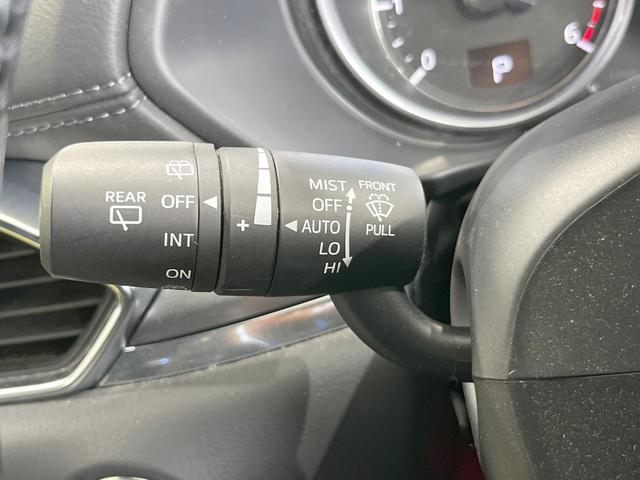 REAR
OFF
INT
ON
+
MIST
OFF
AUTO
LO
HI
FRONT
PULL
0
6
P